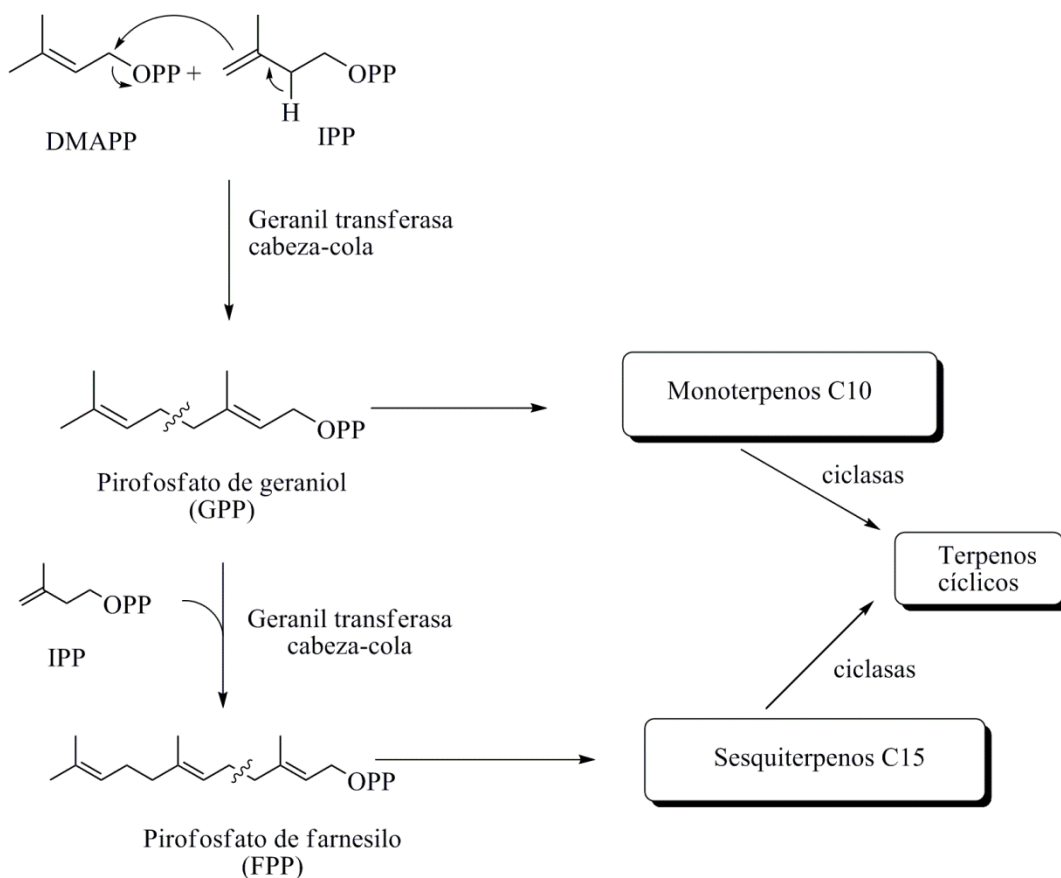 OPP +
OPP
H
DMAPP
IPP
Geranil transferasa
cabeza-cola
OPP
Monoterpenos C10
Pirofosfato de geraniol
(GPP)
ciclasas
Terpenos
cíclicos
OPP
IPP
Geranil transferasa
cabeza-cola
ciclasas
OPP
Sesquiterpenos C15
Pirofosfato de farnesilo
(FPP)